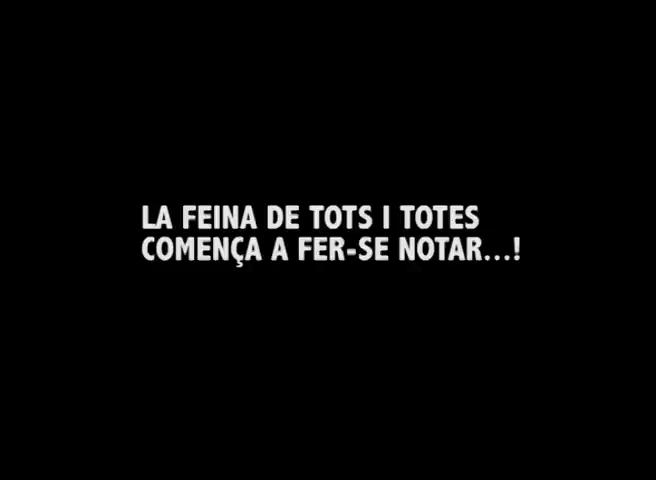 LA FEINA DE TOTS I TOTES
COMENÇA A FER-SE NOTAR...!